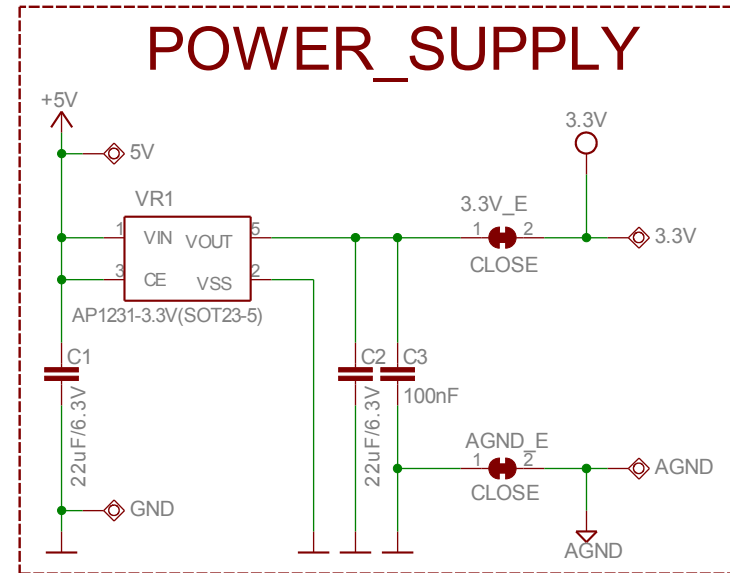 POWER_SUPPLY
+5V
3.3V
5V
VR1
3.3V_E
1 VIN VOUT 5
1 2
3.3V
3 CE VSS 2
CLOSE
AP1231-3.3V(SOT23-5)
C1
C2
C3
22uF/6.3V
22uF/6.3V
100nF
AGND_E
1 2
AGND
CLOSE
GND
AGND